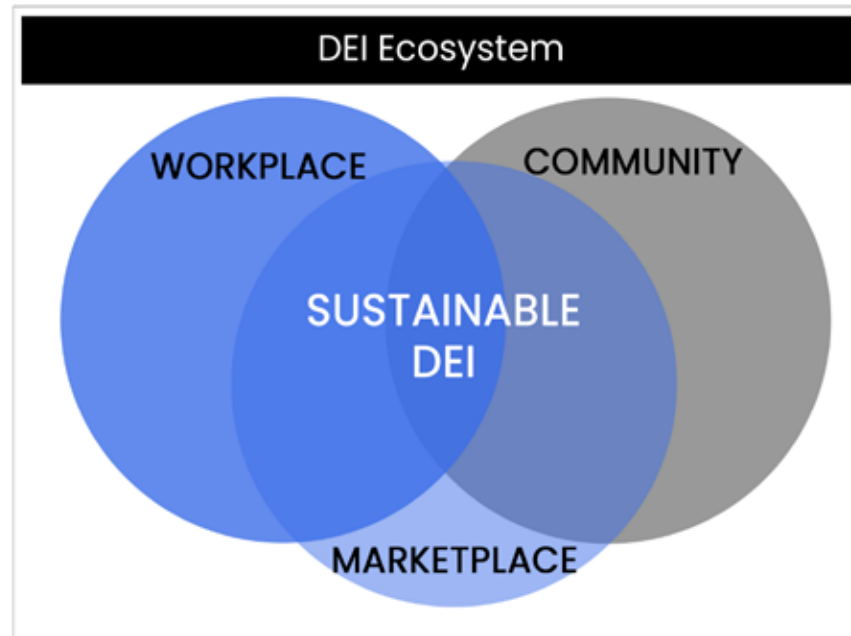 DEI Ecosystem
WORKPLACE
COMMUNITY
SUSTAINABLE
DEI
MARKETPLACE